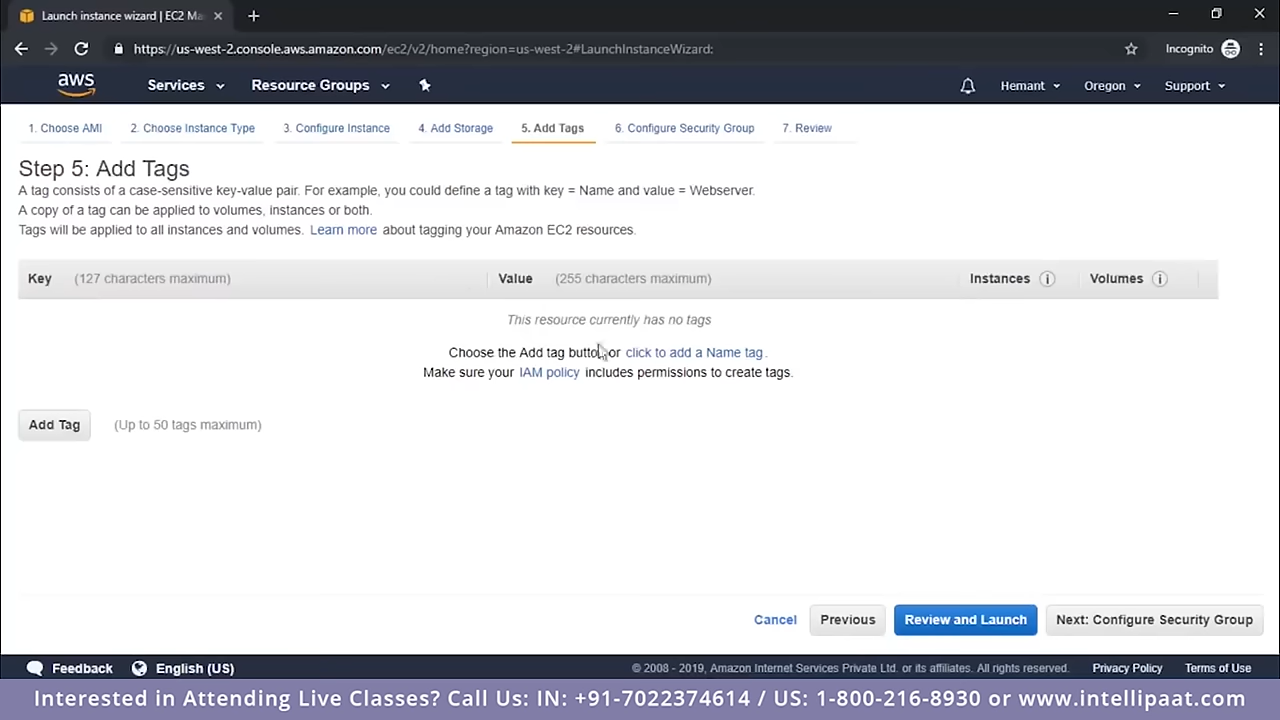 Launch instance wizard | EC2 Ma
https://us-west-2.console.aws.amazon.com/ec2/v2/home?region=us-west-2#LaunchInstanceWizard:
Incognito
aws
Services
Resource Groups
Hemant
Oregon
Support
1. Choose AMI
2. Choose Instance Type
3. Configure Instance
4. Add Storage
5. Add Tags
6. Configure Security Group
7. Review
Step 5: Add Tags
A tag consists of a case-sensitive key-value pair. For example, you could define a tag with key = Name and value = Webserver.
A copy of a tag can be applied to volumes, instances or both.
Tags will be applied to all instances and volumes. Learn more about tagging your Amazon EC2 resources.
Key (127 characters maximum)
Value (255 characters maximum)
Instances
Volumes
This resource currently has no tags
Choose the Add tag button or click to add a Name tag.
Make sure your IAM policy includes permissions to create tags.
Add Tag
(Up to 50 tags maximum)
Cancel
Previous
Review and Launch
Next: Configure Security Group
Feedback
English (US)
© 2008 - 2019, Amazon Internet Services Private Ltd. or its affiliates. All rights reserved.
Privacy Policy
Terms of Use
Interested in Attending Live Classes? Call Us: IN: +91-7022374614 / US: 1-800-216-8930 or www.intellipaat.com